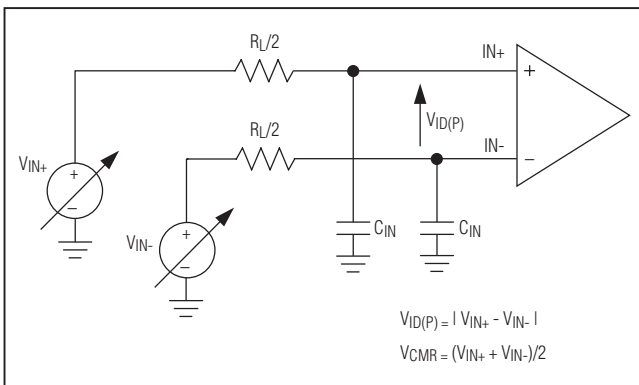 RL/2
IN+
+
RL/2
VID(P)
IN-
−
VIN+
+
−
VIN-
+
−
CIN
CIN
VID(P) = | VIN+ - VIN- |
VCMR = (VIN+ + VIN-)/2